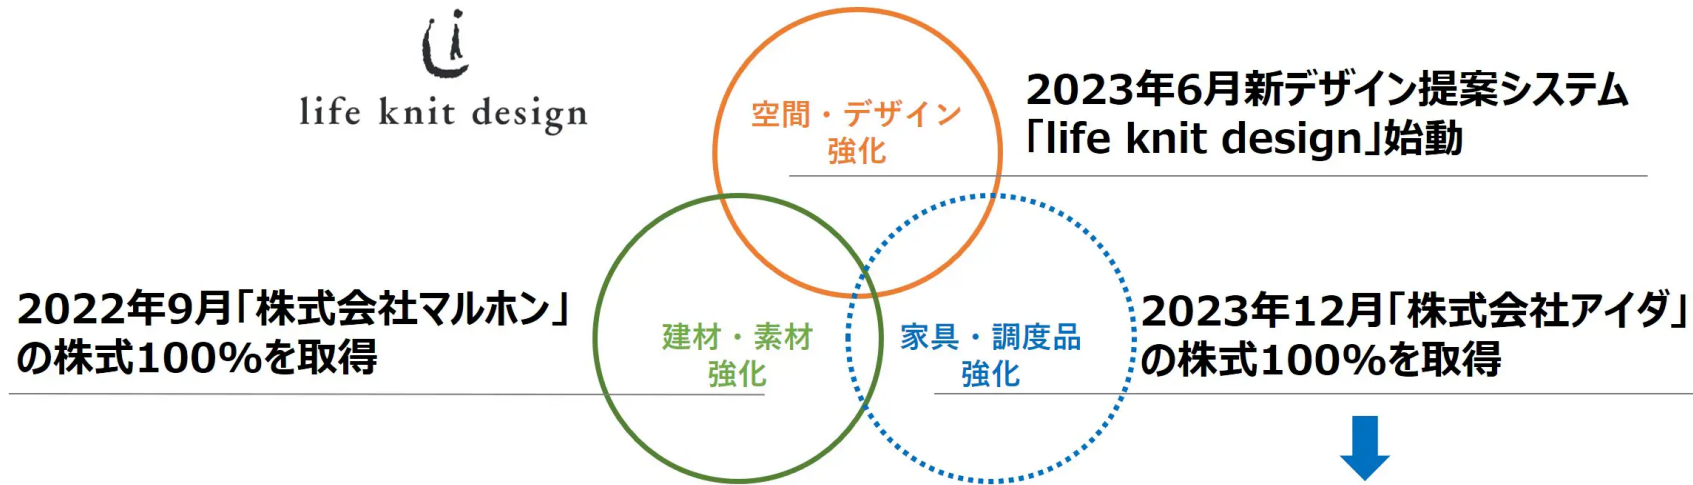 life knit design
空間・デザイン
強化
2023年6月新デザイン提案システム
「life knit design」始動
2022年9月「株式会社マルホン」
の株式100%を取得
建材・素材
強化
家具・調度品
強化
2023年12月「株式会社アイダ」
の株式100%を取得